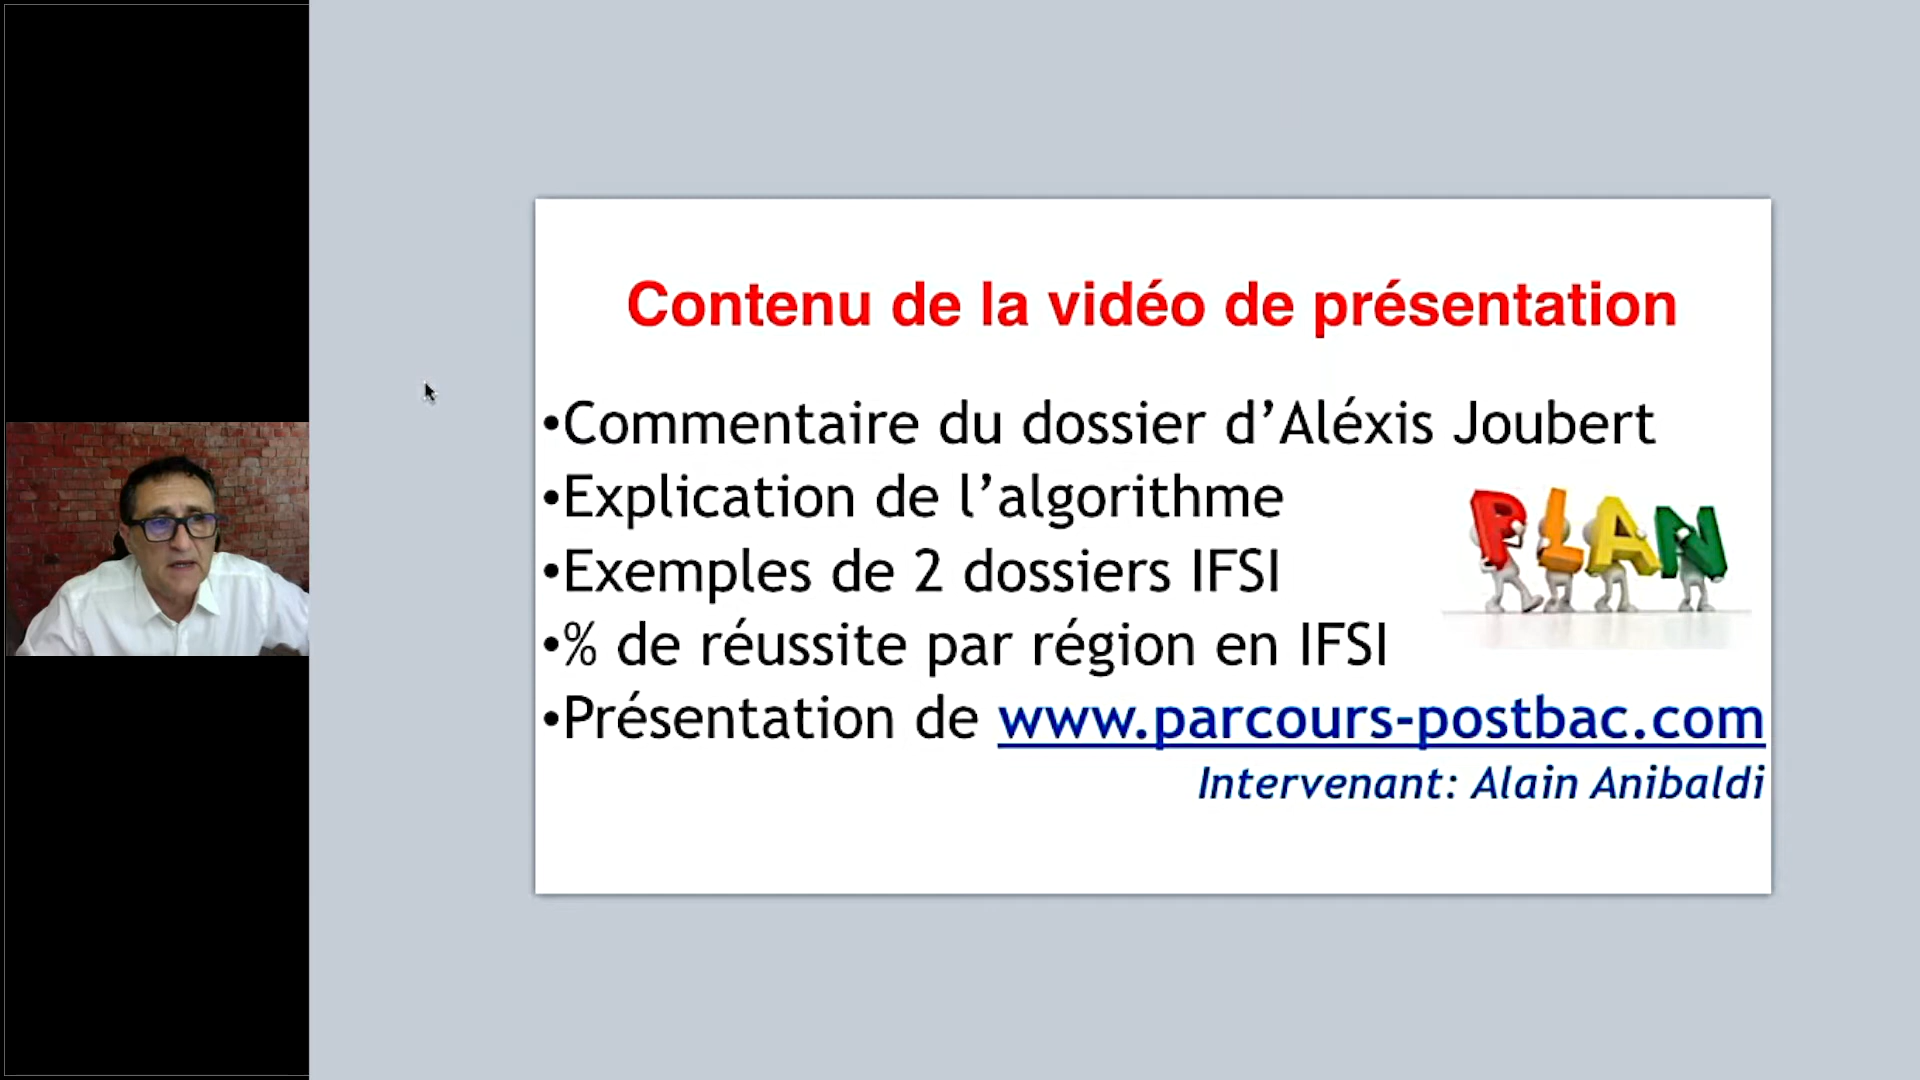 Contenu de la vidéo de présentation
•Commentaire du dossier d’Aléxis Joubert
•Explication de l’algorithme
•Exemples de 2 dossiers IFSI
PLAN
•% de réussite par région en IFSI
•Présentation de www.parcours-postbac.com
Intervenant: Alain Anibaldi